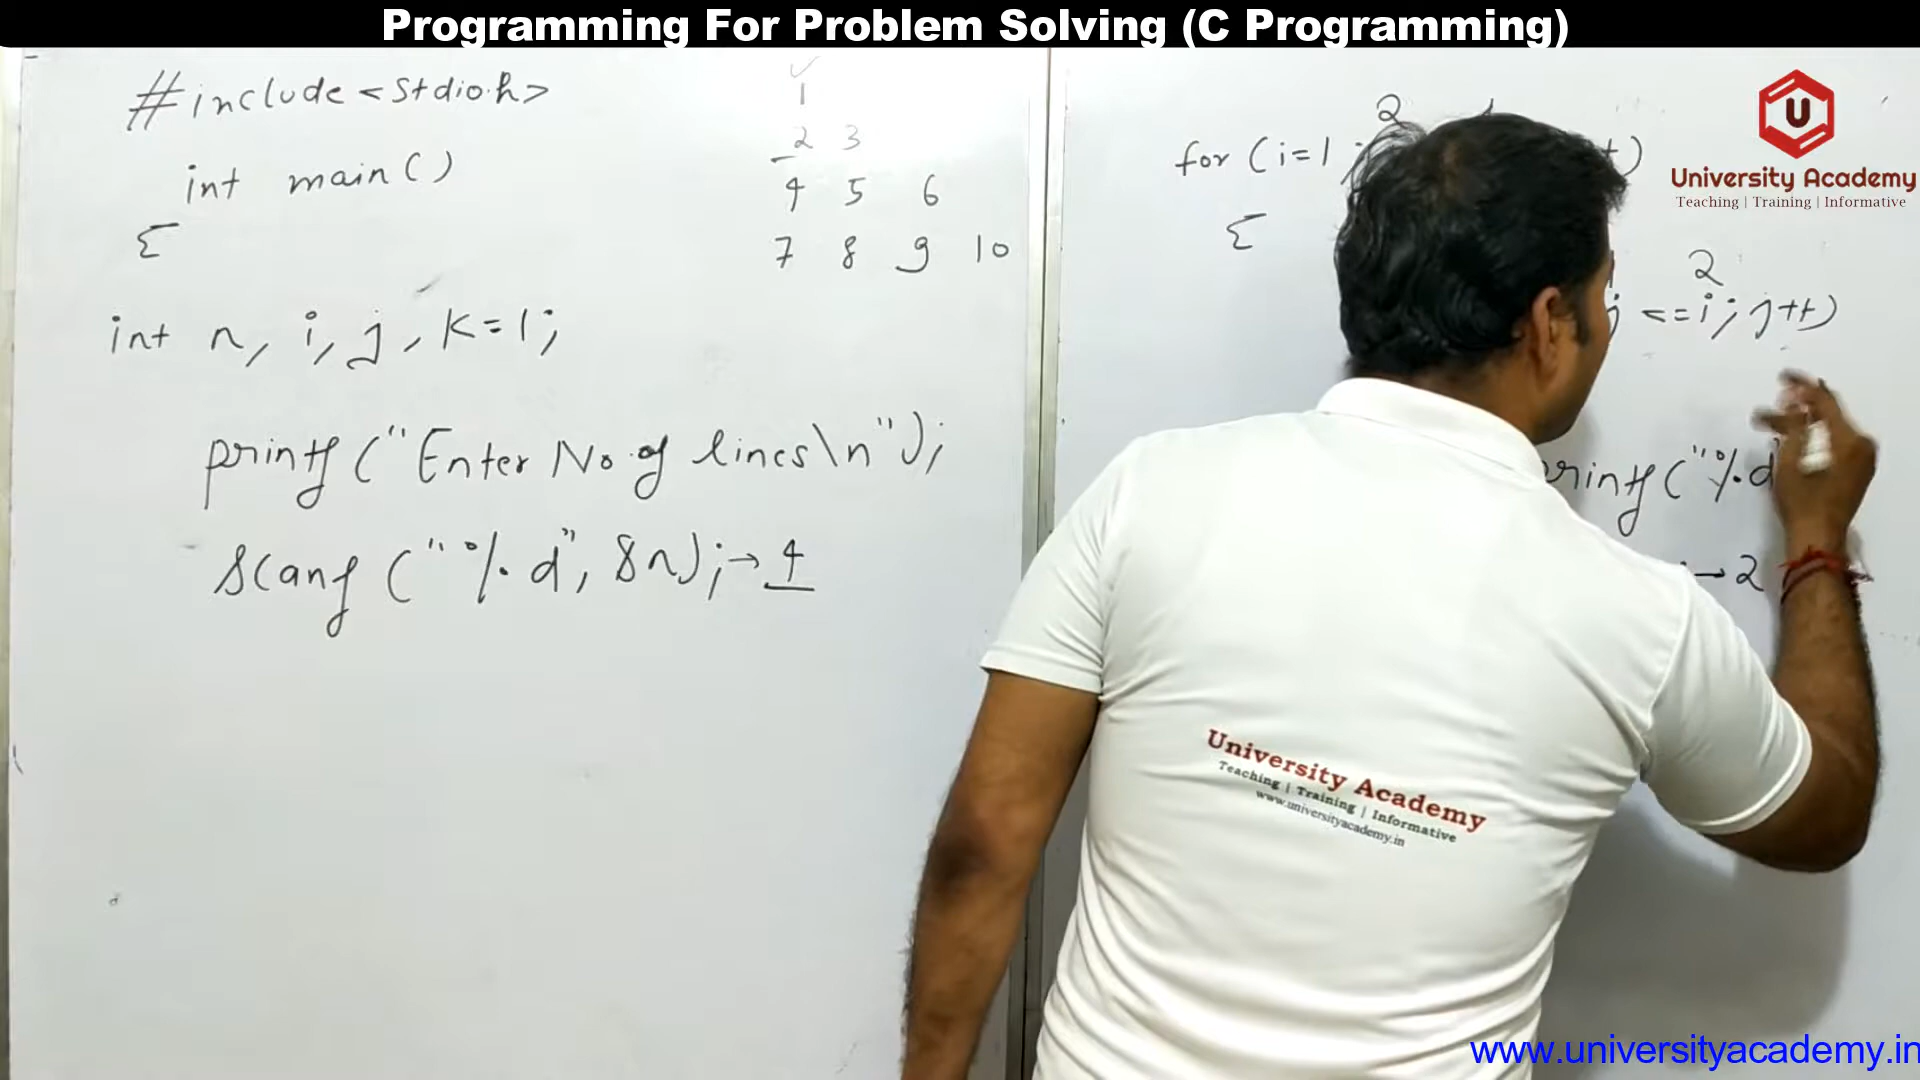 Programming For Problem Solving (C Programming)
#include <stdio.h>
int main()
{
int n, i, j, k=1;
printf("Enter No. of lines\n");
scanf("%d", &n); → 4
1
2 3
4 5 6
7 8 9 10
2
for (i=1;
{
2
j <=i; j++)
rintf("%d
→ 2
U
University Academy
Teaching | Training | Informative
University Academy
Teaching | Training | Informative
www.universityacademy.in
www.universityacademy.in